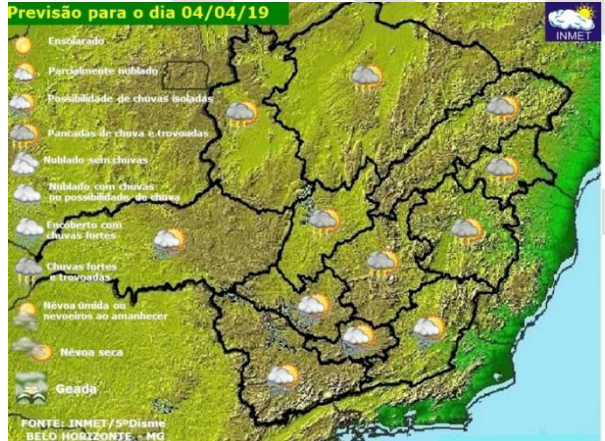 Previsão para o dia 04/04/19
INMET
Ensolarado
Parcialmente nublado
Possibilidade de chuvas isoladas
Pancadas de chuva e trovoadas
Nublado sem chuvas
Nublado com chuvas
ou possibilidade de chuva
Encoberto com
chuvas fortes
Chuvas fortes
e trovoadas
Névoa úmida ou
nevoeiros ao amanhecer
Névoa seca
Geada
FONTE: INMET/5ºDisme
BELO HORIZONTE - MG